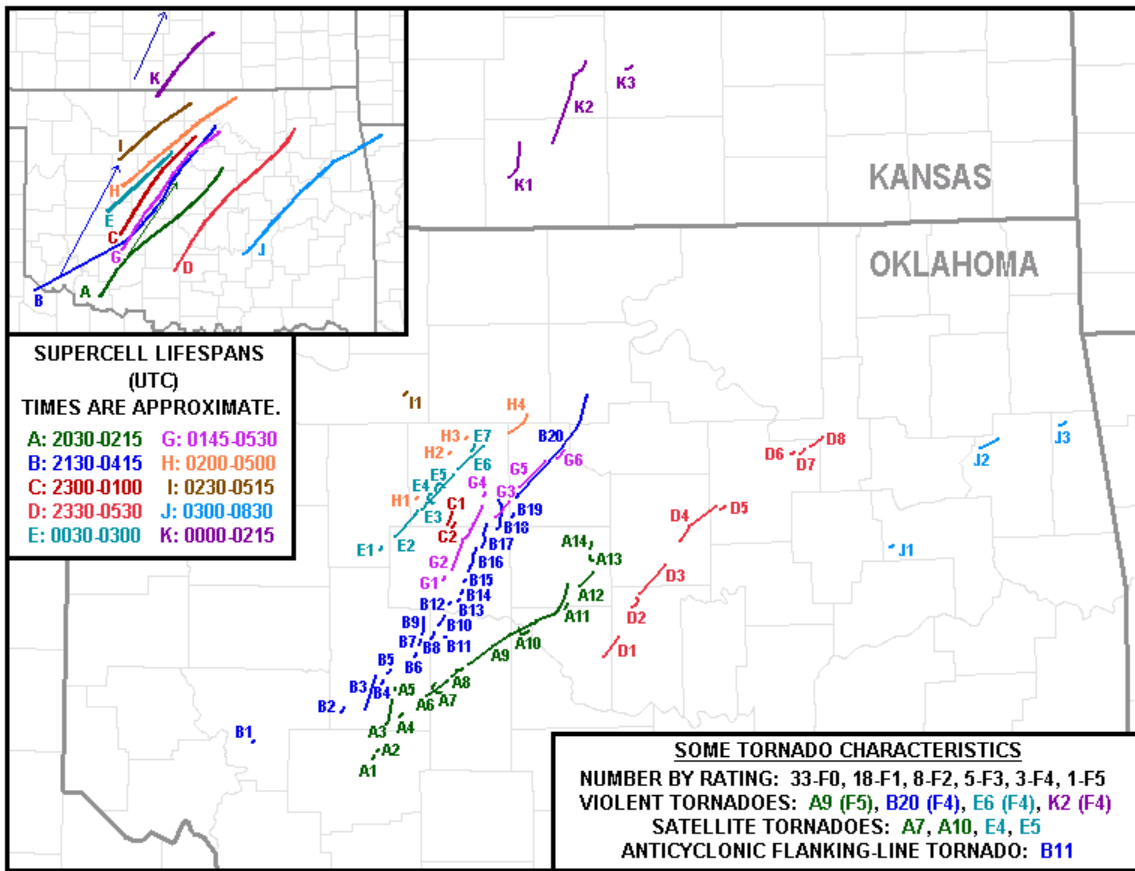 K
I
H
E
C
G
B
A
D
J
SUPERCELL LIFESPANS
(UTC)
TIMES ARE APPROXIMATE.
A: 2030-0215 G: 0145-0530
B: 2130-0415 H: 0200-0500
C: 2300-0100 I: 0230-0515
D: 2330-0530 J: 0300-0830
E: 0030-0300 K: 0000-0215
K3
K2
K1
KANSAS
OKLAHOMA
I1
H4
H3
H2
H1
E7
E6
E5
E4
E3
E2
E1
C1
C2
B20
G6
G5
G4
G3
G2
G1
B19
B18
B17
B16
B15
B14
B13
B12
B11
B10
B9
B8
B7
B6
B5
B4
B3
B2
B1
A14
A13
A12
A11
A10
A9
A8
A7
A6
A5
A4
A3
A2
A1
D8
D7
D6
D5
D4
D3
D2
D1
J3
J2
J1
SOME TORNADO CHARACTERISTICS
NUMBER BY RATING: 33-F0, 18-F1, 8-F2, 5-F3, 3-F4, 1-F5
VIOLENT TORNADOES: A9 (F5), B20 (F4), E6 (F4), K2 (F4)
SATELLITE TORNADOES: A7, A10, E4, E5
ANTICYCLONIC FLANKING-LINE TORNADO: B11